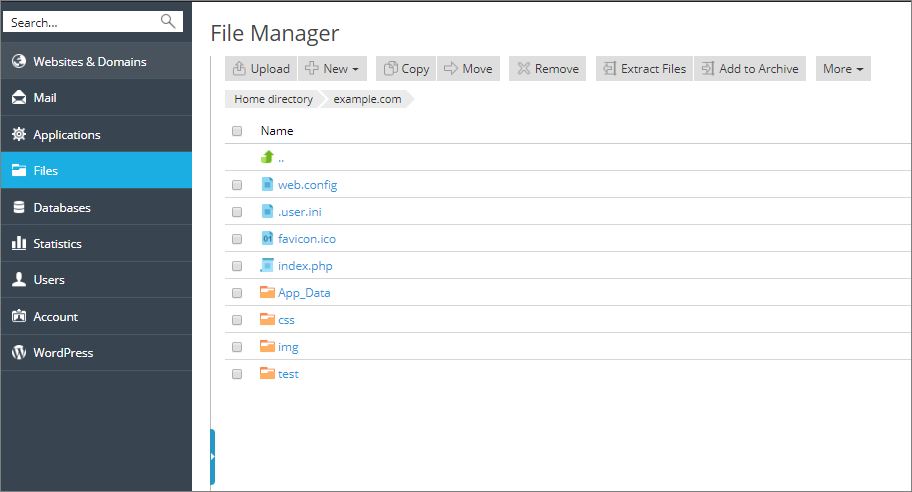 Search...
Websites & Domains
Mail
Applications
Files
Databases
Statistics
Users
Account
WordPress
File Manager
Upload New Copy Move Remove Extract Files Add to Archive More
Home directory example.com
Name
..
web.config
.user.ini
favicon.ico
index.php
App_Data
css
img
test